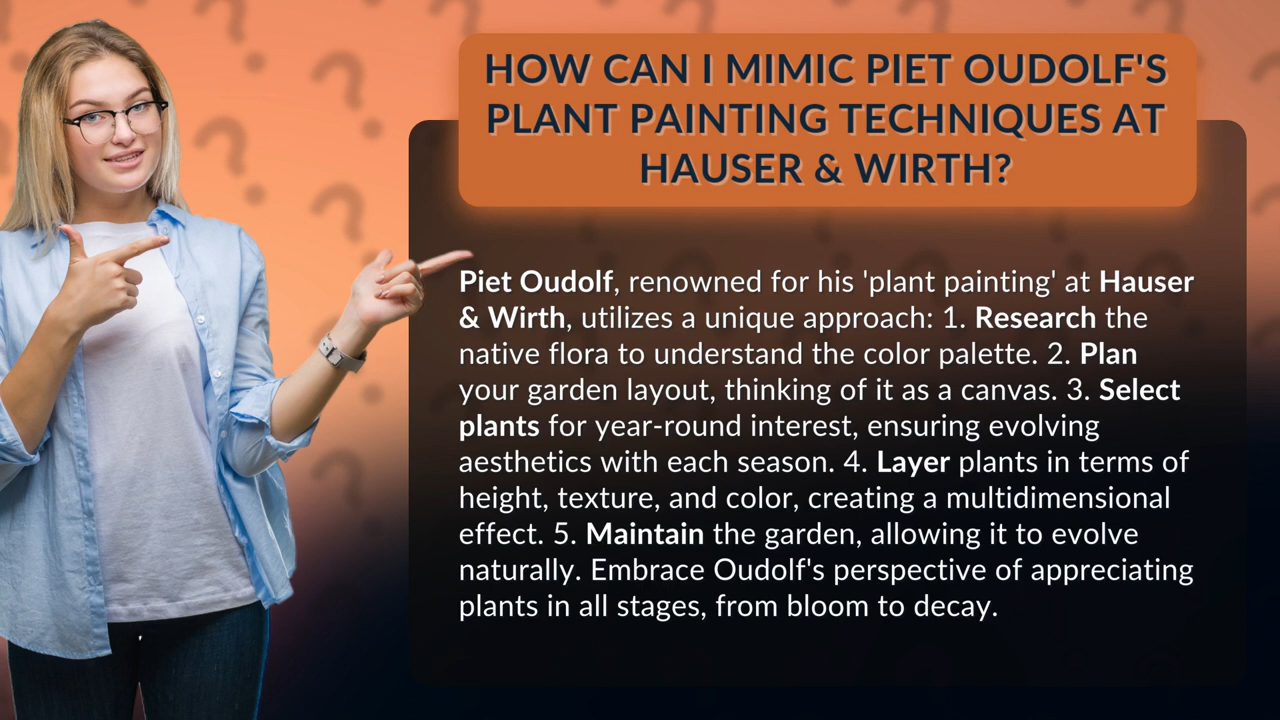 HOW CAN I MIMIC PIET OUDOLF'S
PLANT PAINTING TECHNIQUES AT
HAUSER & WIRTH?
Piet Oudolf, renowned for his 'plant painting' at Hauser
& Wirth, utilizes a unique approach: 1. Research the
native flora to understand the color palette. 2. Plan
your garden layout, thinking of it as a canvas. 3. Select
plants for year-round interest, ensuring evolving
aesthetics with each season. 4. Layer plants in terms of
height, texture, and color, creating a multidimensional
effect. 5. Maintain the garden, allowing it to evolve
naturally. Embrace Oudolf's perspective of appreciating
plants in all stages, from bloom to decay.